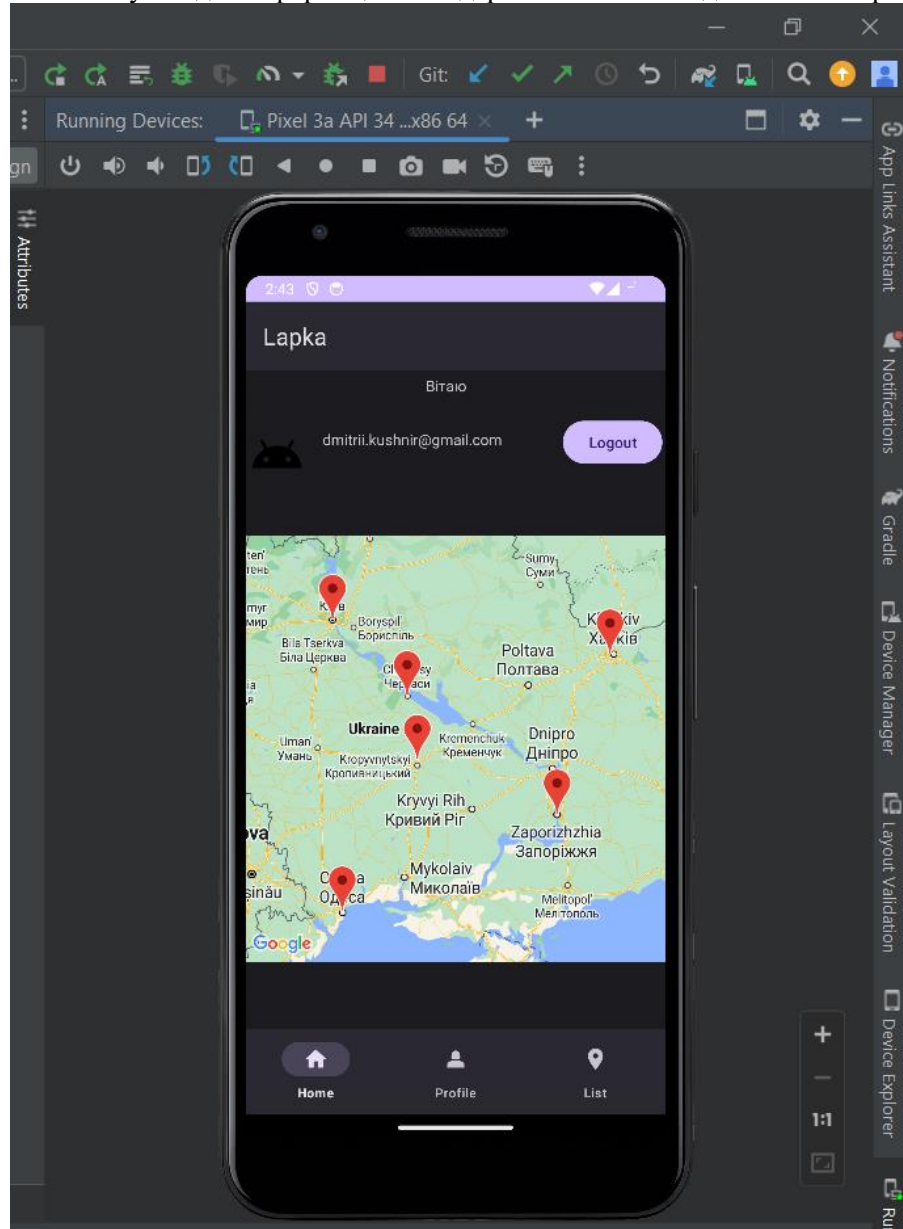 Git:
Running Devices:
Pixel 3a API 34 ...x86 64
gn
Attributes
App Links Assistant
Notifications
Gradle
Device Manager
Layout Validation
Device Explorer
2:43
Lapka
Вітаю
dmitrii.kushnir@gmail.com
Logout
Sumy
Суми
Boryspil'
Бориспіль
Bila Tserkva
Біла Церква
Poltava
Полтава
Ukraine
Uman'
Умань
Kropyvnytskyi
Кропивницький
Kremenchuk
Кременчук
Dnipro
Дніпро
Kryvyi Rih
Кривий Ріг
Zaporizhzhia
Запоріжжя
Mykolaiv
Миколаїв
Melitopol'
Мелітополь
Google
Home
Profile
List
1:1